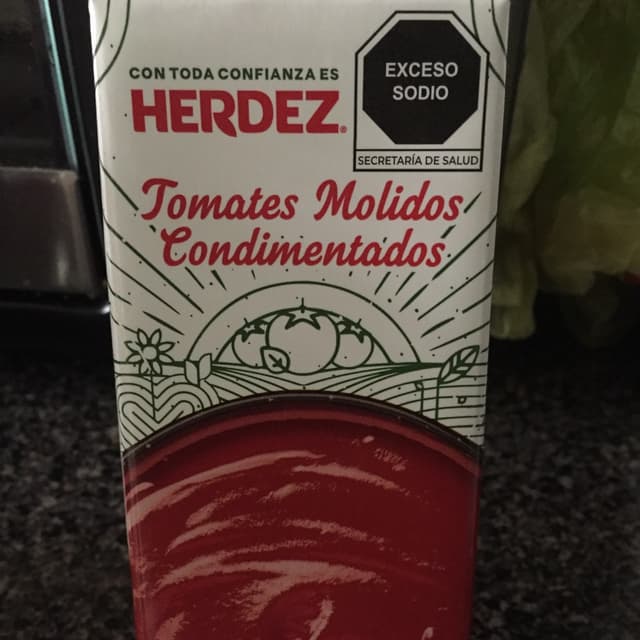 CON TODA CONFIANZA ES
HERDEZ®
EXCESO
SODIO
SECRETARÍA DE SALUD
Tomates Molidos
Condimentados